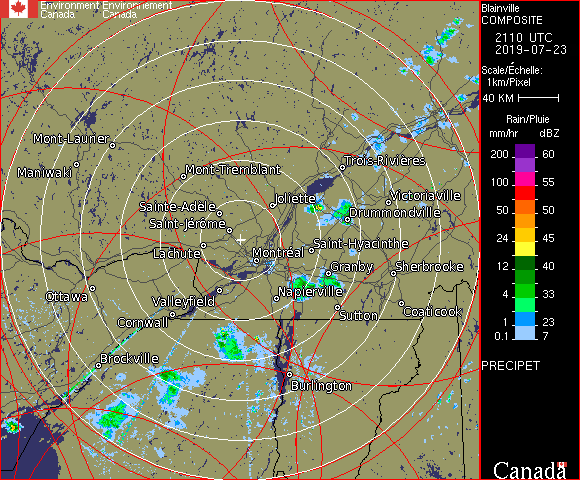 Environment Environnement
Canada Canada
Blainville
COMPOSITE
2110 UTC
2019-07-23
Scale/Échelle:
1km/Pixel
40 KM
Rain/Pluie
mm/hr dBZ
200 60
150 57
100 55
50 50
24 45
12 40
4 33
1 23
0.1 7
PRECIPET
Canada
Mont-Laurier
Maniwaki
Mont-Tremblant
Trois-Rivières
Sainte-Adèle
Joliette
Victoriaville
Saint-Jérôme
Drummondville
Lachute
Montréal
Saint-Hyacinthe
Granby
Sherbrooke
Ottawa
Valleyfield
Napierville
Cornwall
Sutton
Coaticook
Brockville
Burlington